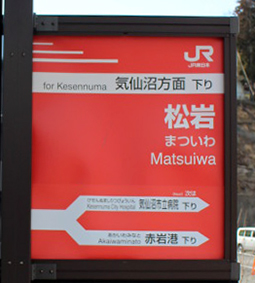 JR
JR東日本
for Kesennuma 気仙沼方面 下り
松岩
まついわ
Matsuiwa
けせんぬましりつびょういん
Kesennuma City Hospital 気仙沼市立病院 下り
あかいわみなと
Akaiwaminato 赤岩港 下り